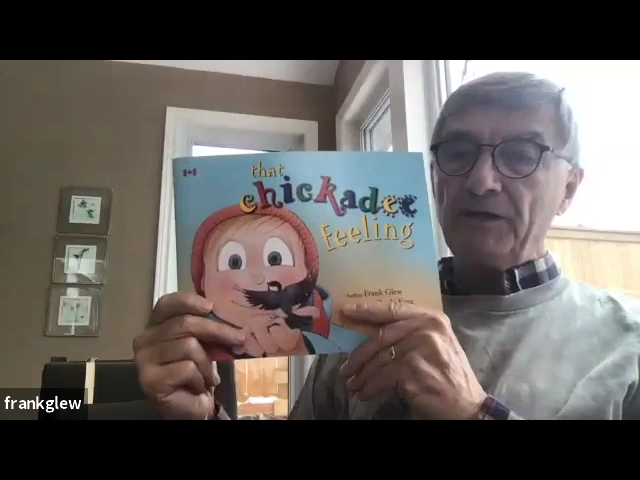 that
chickadee
Feeling
Author Frank Glew
frankglew